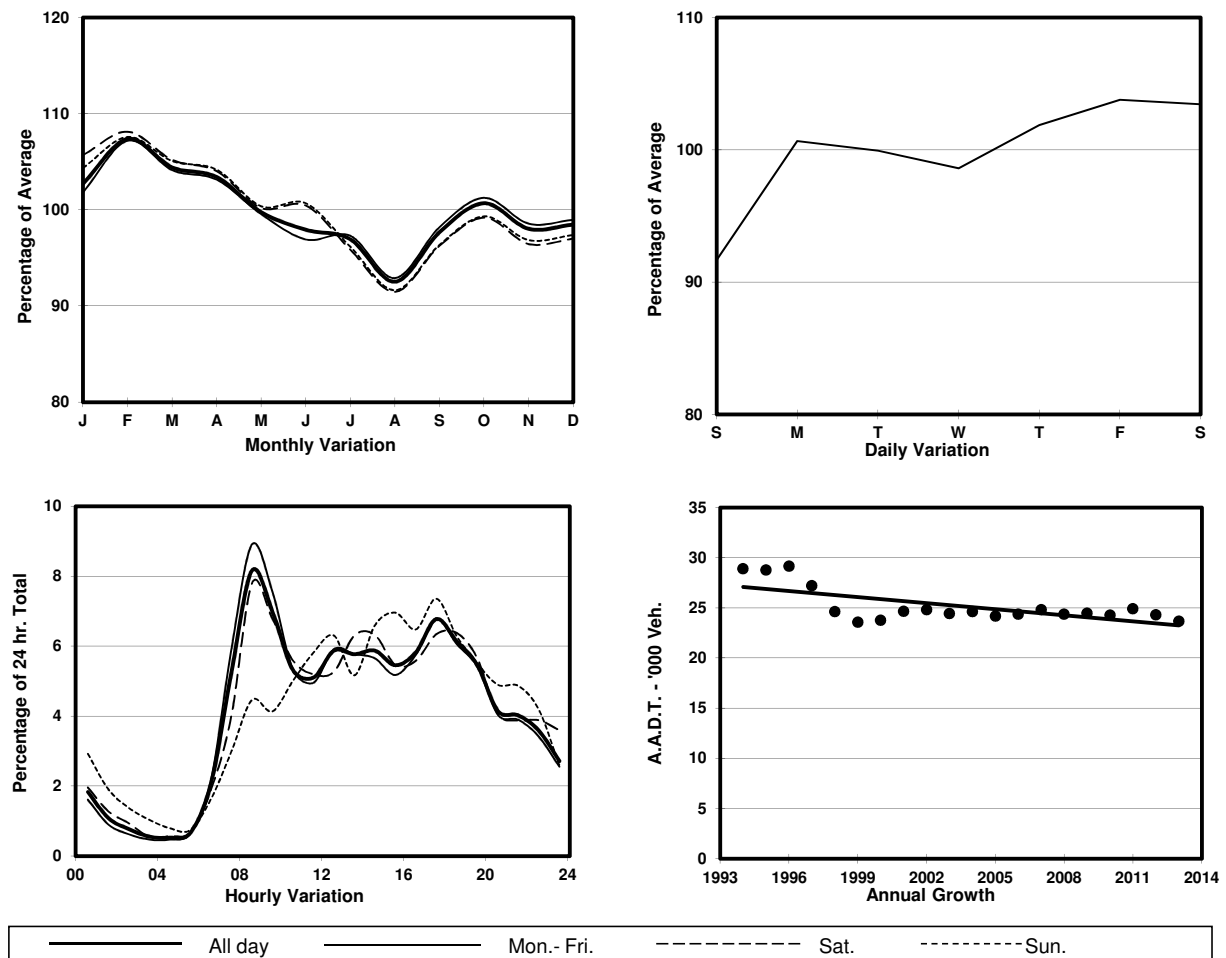 120
110
100
90
80
Percentage of Average
J F M A M J J A S O N D
Monthly Variation
110
100
90
80
Percentage of Average
S M T W T F S
Daily Variation
10
8
6
4
2
0
Percentage of 24 hr. Total
00 04 08 12 16 20 24
Hourly Variation
35
30
25
20
15
10
5
0
A.A.D.T. - '000 Veh.
1993 1996 1999 2002 2005 2008 2011 2014
Annual Growth
All day Mon.- Fri. Sat. Sun.